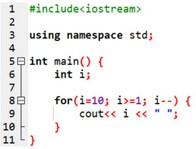 1 #include<iostream>
2
3 using namespace std;
4
5 int main() {
6 int i;
7
8 for(i=10; i>=1; i--) {
9 cout<< i << " ";
10 }
11 }